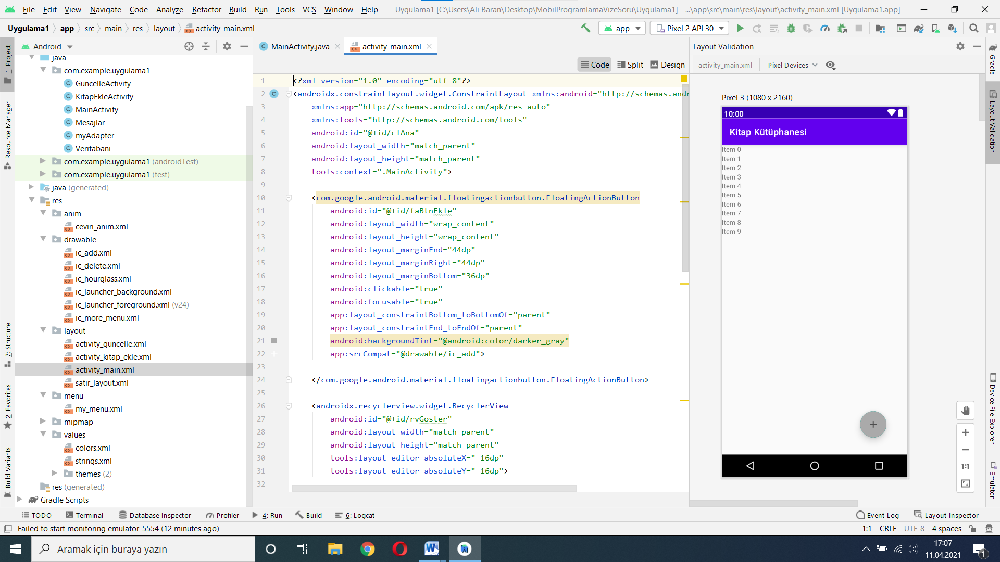 File Edit View Navigate Code Analyze Refactor Build Run Tools VCS Window Help Uygulama1 [C:\Users\Ali Baran\Desktop\MobilProgramlamaVizeSoru\Uygulama1] - ...\app\src\main\res\layout\activity_main.xml [Uygulama1.app]
Uygulama1 app src main res layout activity_main.xml app Pixel 2 API 30
Android
MainActivity.java activity_main.xml
Layout Validation
Code Split Design
activity_main.xml Pixel Devices
1: Project
Resource Manager
7: Structure
2: Favorites
Build Variants
java
com.example.uygulama1
GuncelleActivity
KitapEkleActivity
MainActivity
Mesajlar
myAdapter
Veritabani
com.example.uygulama1 (androidTest)
com.example.uygulama1 (test)
java (generated)
res
anim
ceviri_anim.xml
drawable
ic_add.xml
ic_delete.xml
ic_hourglass.xml
ic_launcher_background.xml
ic_launcher_foreground.xml (v24)
ic_more_menu.xml
layout
activity_guncelle.xml
activity_kitap_ekle.xml
activity_main.xml
satir_layout.xml
menu
my_menu.xml
mipmap
values
colors.xml
strings.xml
themes (2)
res (generated)
Gradle Scripts
1 <?xml version="1.0" encoding="utf-8"?>
2 <androidx.constraintlayout.widget.ConstraintLayout xmlns:android="http://schemas.andr
3 xmlns:app="http://schemas.android.com/apk/res-auto"
4 xmlns:tools="http://schemas.android.com/tools"
5 android:id="@+id/clAna"
6 android:layout_width="match_parent"
7 android:layout_height="match_parent"
8 tools:context=".MainActivity">
9
10 <com.google.android.material.floatingactionbutton.FloatingActionButton
11 android:id="@+id/faBtnEkle"
12 android:layout_width="wrap_content"
13 android:layout_height="wrap_content"
14 android:layout_marginEnd="44dp"
15 android:layout_marginRight="44dp"
16 android:layout_marginBottom="36dp"
17 android:clickable="true"
18 android:focusable="true"
19 app:layout_constraintBottom_toBottomOf="parent"
20 app:layout_constraintEnd_toEndOf="parent"
21 android:backgroundTint="@android:color/darker_gray"
22 app:srcCompat="@drawable/ic_add">
23
24 </com.google.android.material.floatingactionbutton.FloatingActionButton>
25
26 <androidx.recyclerview.widget.RecyclerView
27 android:id="@+id/rvGoster"
28 android:layout_width="match_parent"
29 android:layout_height="match_parent"
30 tools:layout_editor_absoluteX="-16dp"
31 tools:layout_editor_absoluteY="-16dp">
32
Pixel 3 (1080 x 2160)
10:00
Kitap Kütüphanesi
Item 0
Item 1
Item 2
Item 3
Item 4
Item 5
Item 6
Item 7
Item 8
Item 9
1:1
Gradle
Layout Validation
Device File Explorer
Emulator
TODO Terminal Database Inspector Profiler 4: Run Build 6: Logcat Event Log Layout Inspector
Failed to start monitoring emulator-5554 (12 minutes ago) 1:1 CRLF UTF-8 4 spaces
Aramak için buraya yazın
17:07
11.04.2021
1